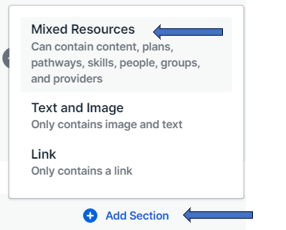 Mixed Resources
Can contain content, plans,
pathways, skills, people, groups,
and providers
Text and Image
Only contains image and text
Link
Only contains a link
Add Section